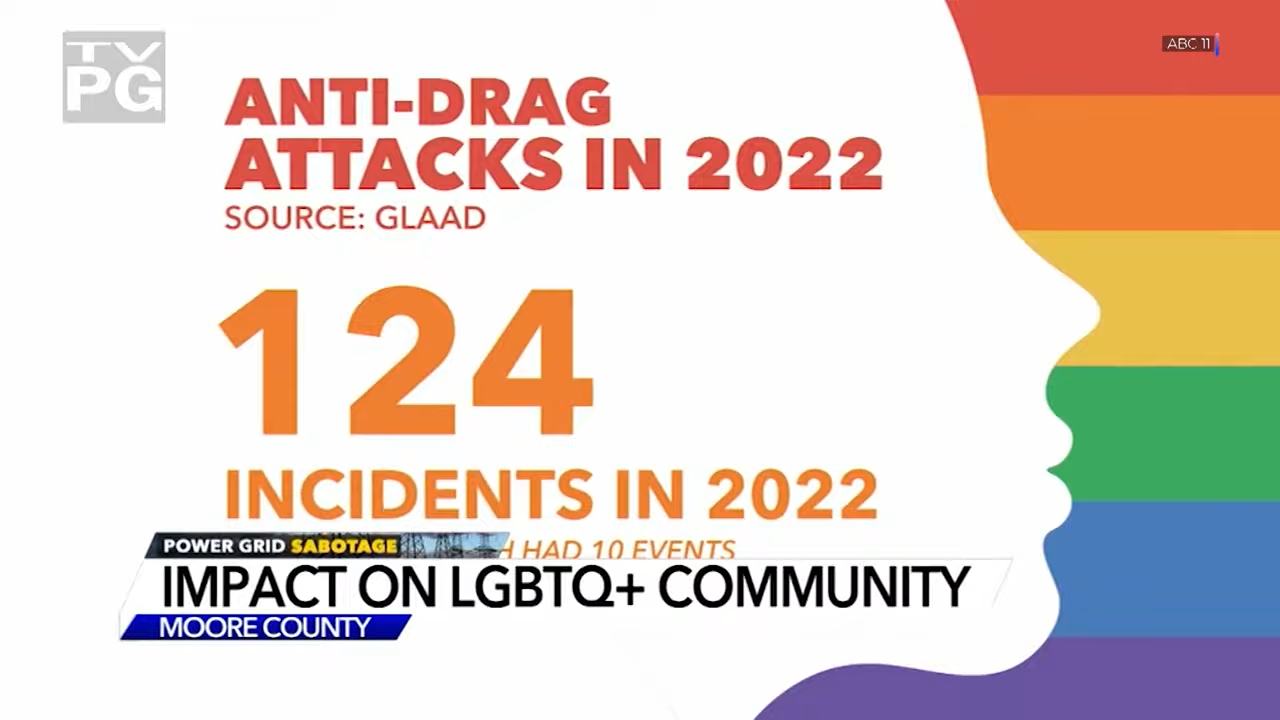 TV
PG
ABC 11
ANTI-DRAG
ATTACKS IN 2022
SOURCE: GLAAD
124
INCIDENTS IN 2022
HAD 10 EVENTS
POWER GRID SABOTAGE
IMPACT ON LGBTQ+ COMMUNITY
MOORE COUNTY